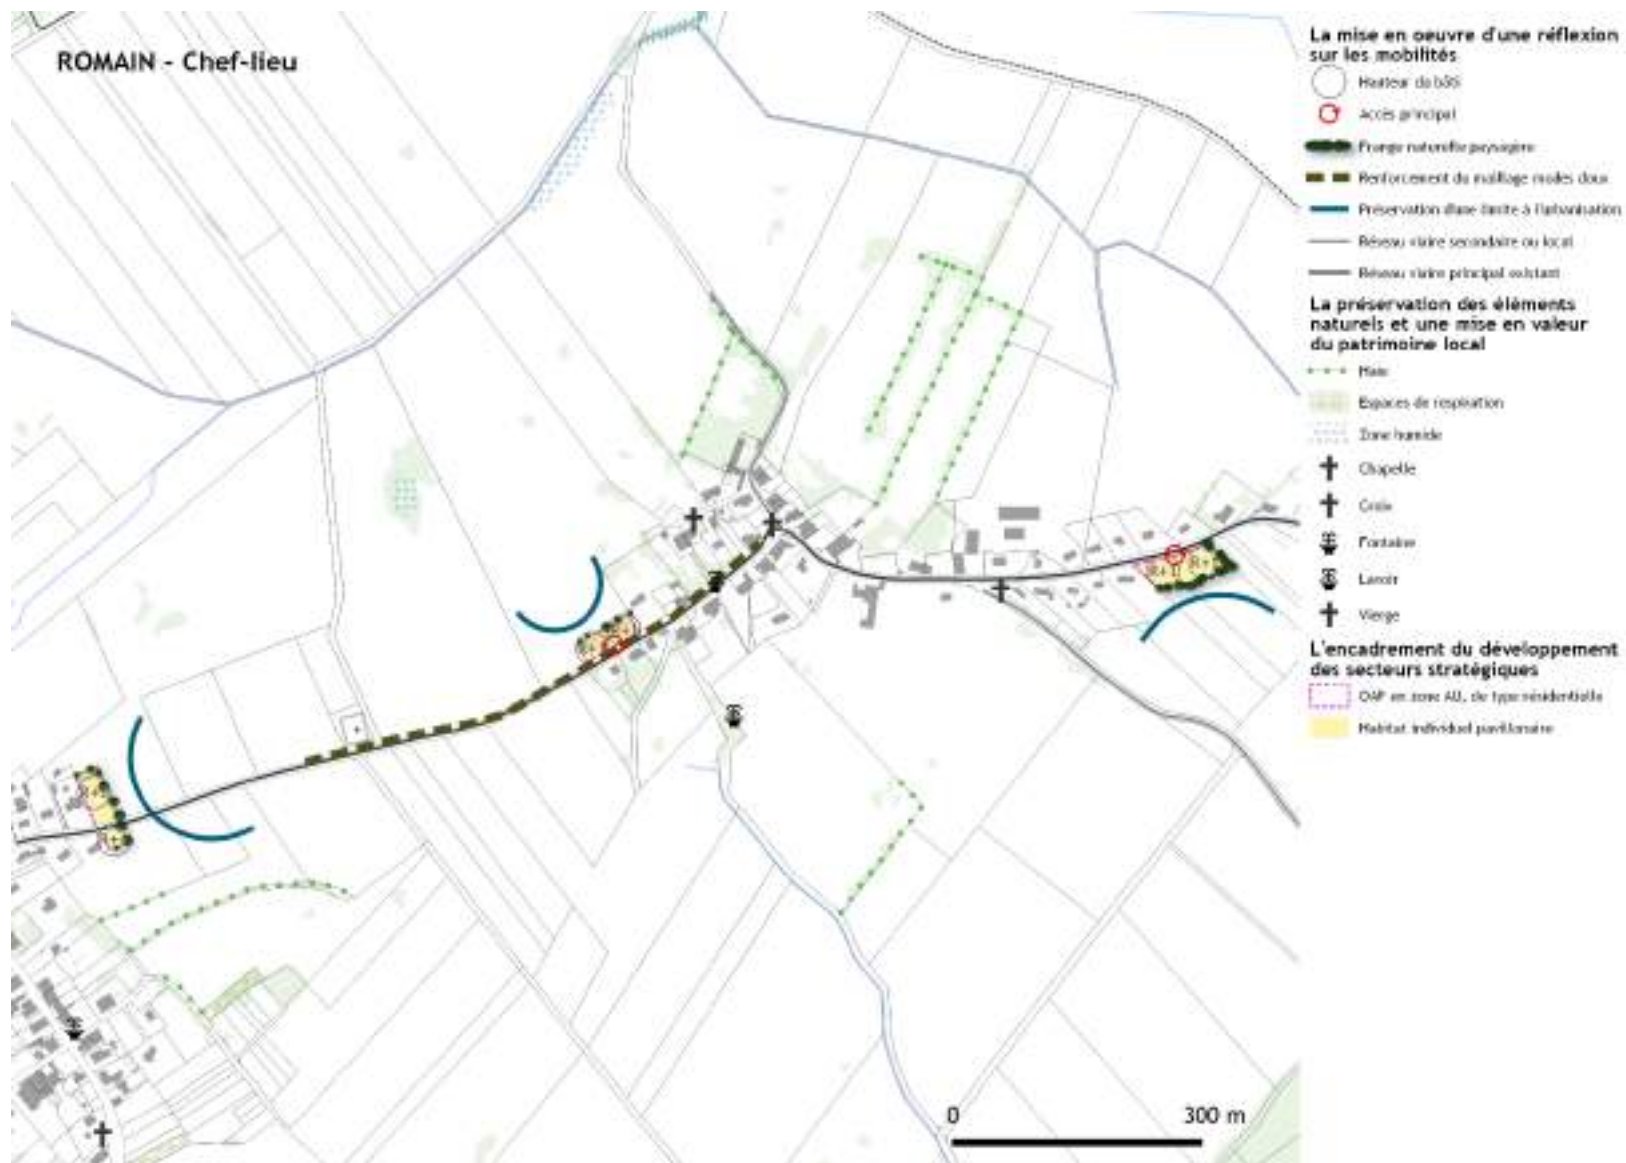 ROMAIN - Chef-lieu
La mise en oeuvre d'une réflexion
sur les mobilités
Hauteur du bâti
Accès principal
Frange naturelle paysagère
Renforcement du maillage modes doux
Préservation d'une limite à l'urbanisation
Réseau viaire secondaire ou local
Réseau viaire principal existant
La préservation des éléments
naturels et une mise en valeur
du patrimoine local
Haie
Espaces de respiration
Zone humide
Chapelle
Croix
Fontaine
Lavoir
Vierge
L'encadrement du développement
des secteurs stratégiques
OAP en zone AU, de type résidentielle
Habitat individuel pavillonaire
0 300 m